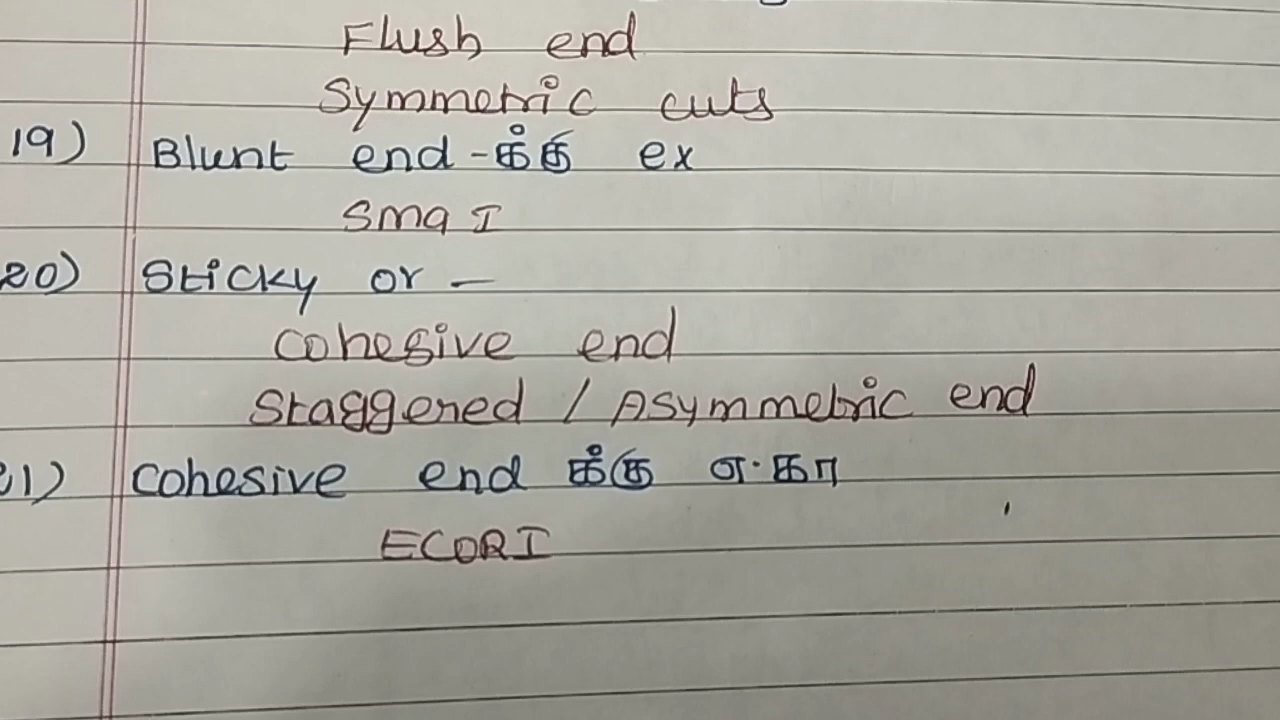 Flush end
Symmetric cuts
19) Blunt end -க்கு ex
Sma I
20) Sticky or —
Cohesive end
Staggered / Asymmetric end
21) Cohesive end க்கு எ.கா
ECORI